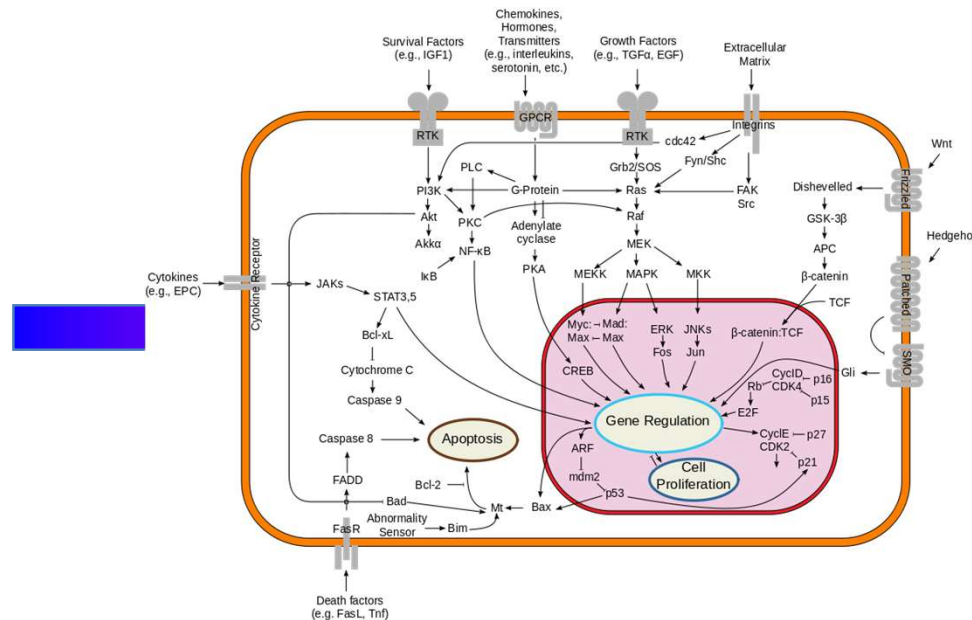 Chemokines,
Hormones,
Transmitters
(e.g., interleukins,
serotonin, etc.)
Survival Factors
(e.g., IGF1)
Growth Factors
(e.g., TGFα, EGF)
Extracellular
Matrix
RTK
GPCR
RTK
Integrins
cdc42
Wnt
Frizzled
PLC
Grb2/SOS
Fyn/Shc
PI3K
G-Protein
Ras
FAK
Src
Dishevelled
Akt
PKC
Raf
GSK-3β
Akkα
NF-κB
Adenylate
cyclase
MEK
APC
Hedgeho
IκB
PKA
MEKK
MAPK
MKK
β-catenin
Cytokines
(e.g., EPC)
Cytokine Receptor
JAKs
STAT3,5
TCF
Patched
Myc:
Mad:
Max
Max
ERK
JNKs
β-catenin:TCF
Bcl-xL
Fos
Jun
SMO
Cytochrome C
CREB
Gli
CycID
p16
Rb
CDK4
p15
Caspase 9
E2F
Gene Regulation
Caspase 8
Apoptosis
CyclE
p27
CDK2
ARF
p21
FADD
Bcl-2
mdm2
Cell
Proliferation
p53
Bad
Mt
Bax
Abnormality
Sensor
Bim
FasR
Death factors
(e.g. FasL, Tnf)